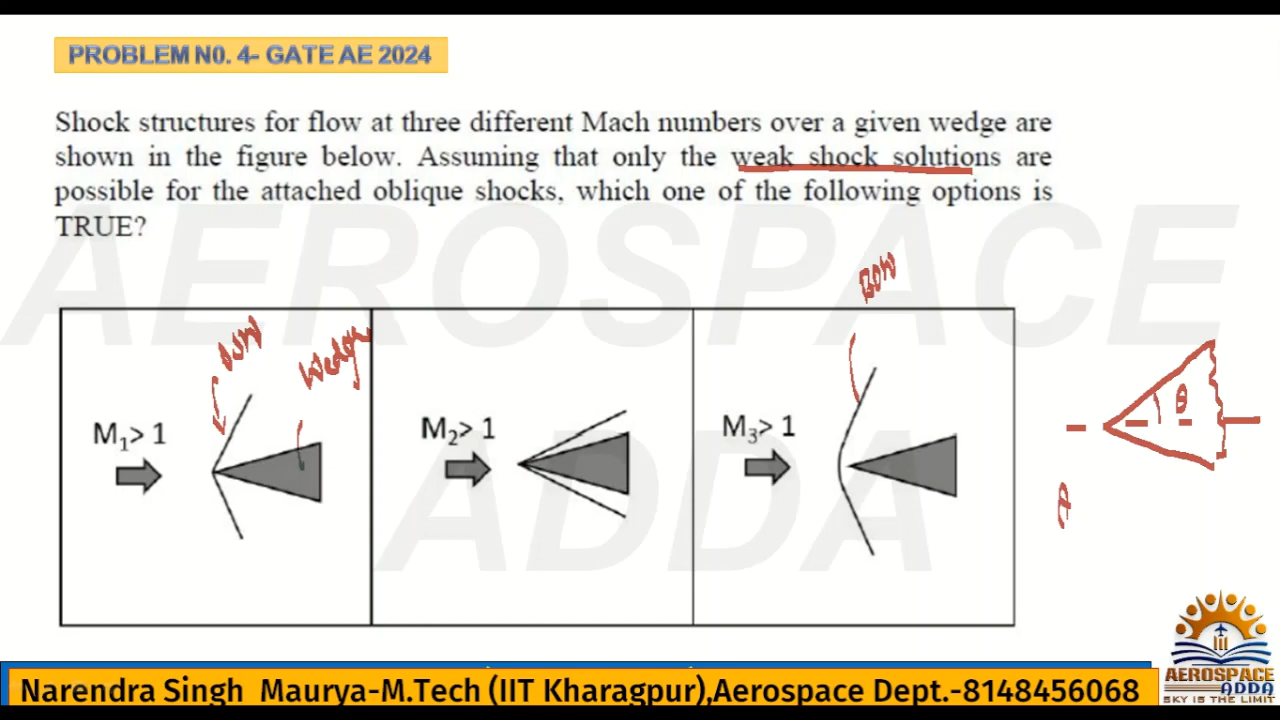 PROBLEM N0. 4- GATE AE 2024
Shock structures for flow at three different Mach numbers over a given wedge are
shown in the figure below. Assuming that only the weak shock solutions are
possible for the attached oblique shocks, which one of the following options is
TRUE?
BOW
OSW
Wedge
M₁> 1
M₂> 1
M₃> 1
θ
θ
AEROSPACE
ADDA
AEROSPACE
ADDA
SKY IS THE LIMIT
Narendra Singh Maurya-M.Tech (IIT Kharagpur),Aerospace Dept.-8148456068